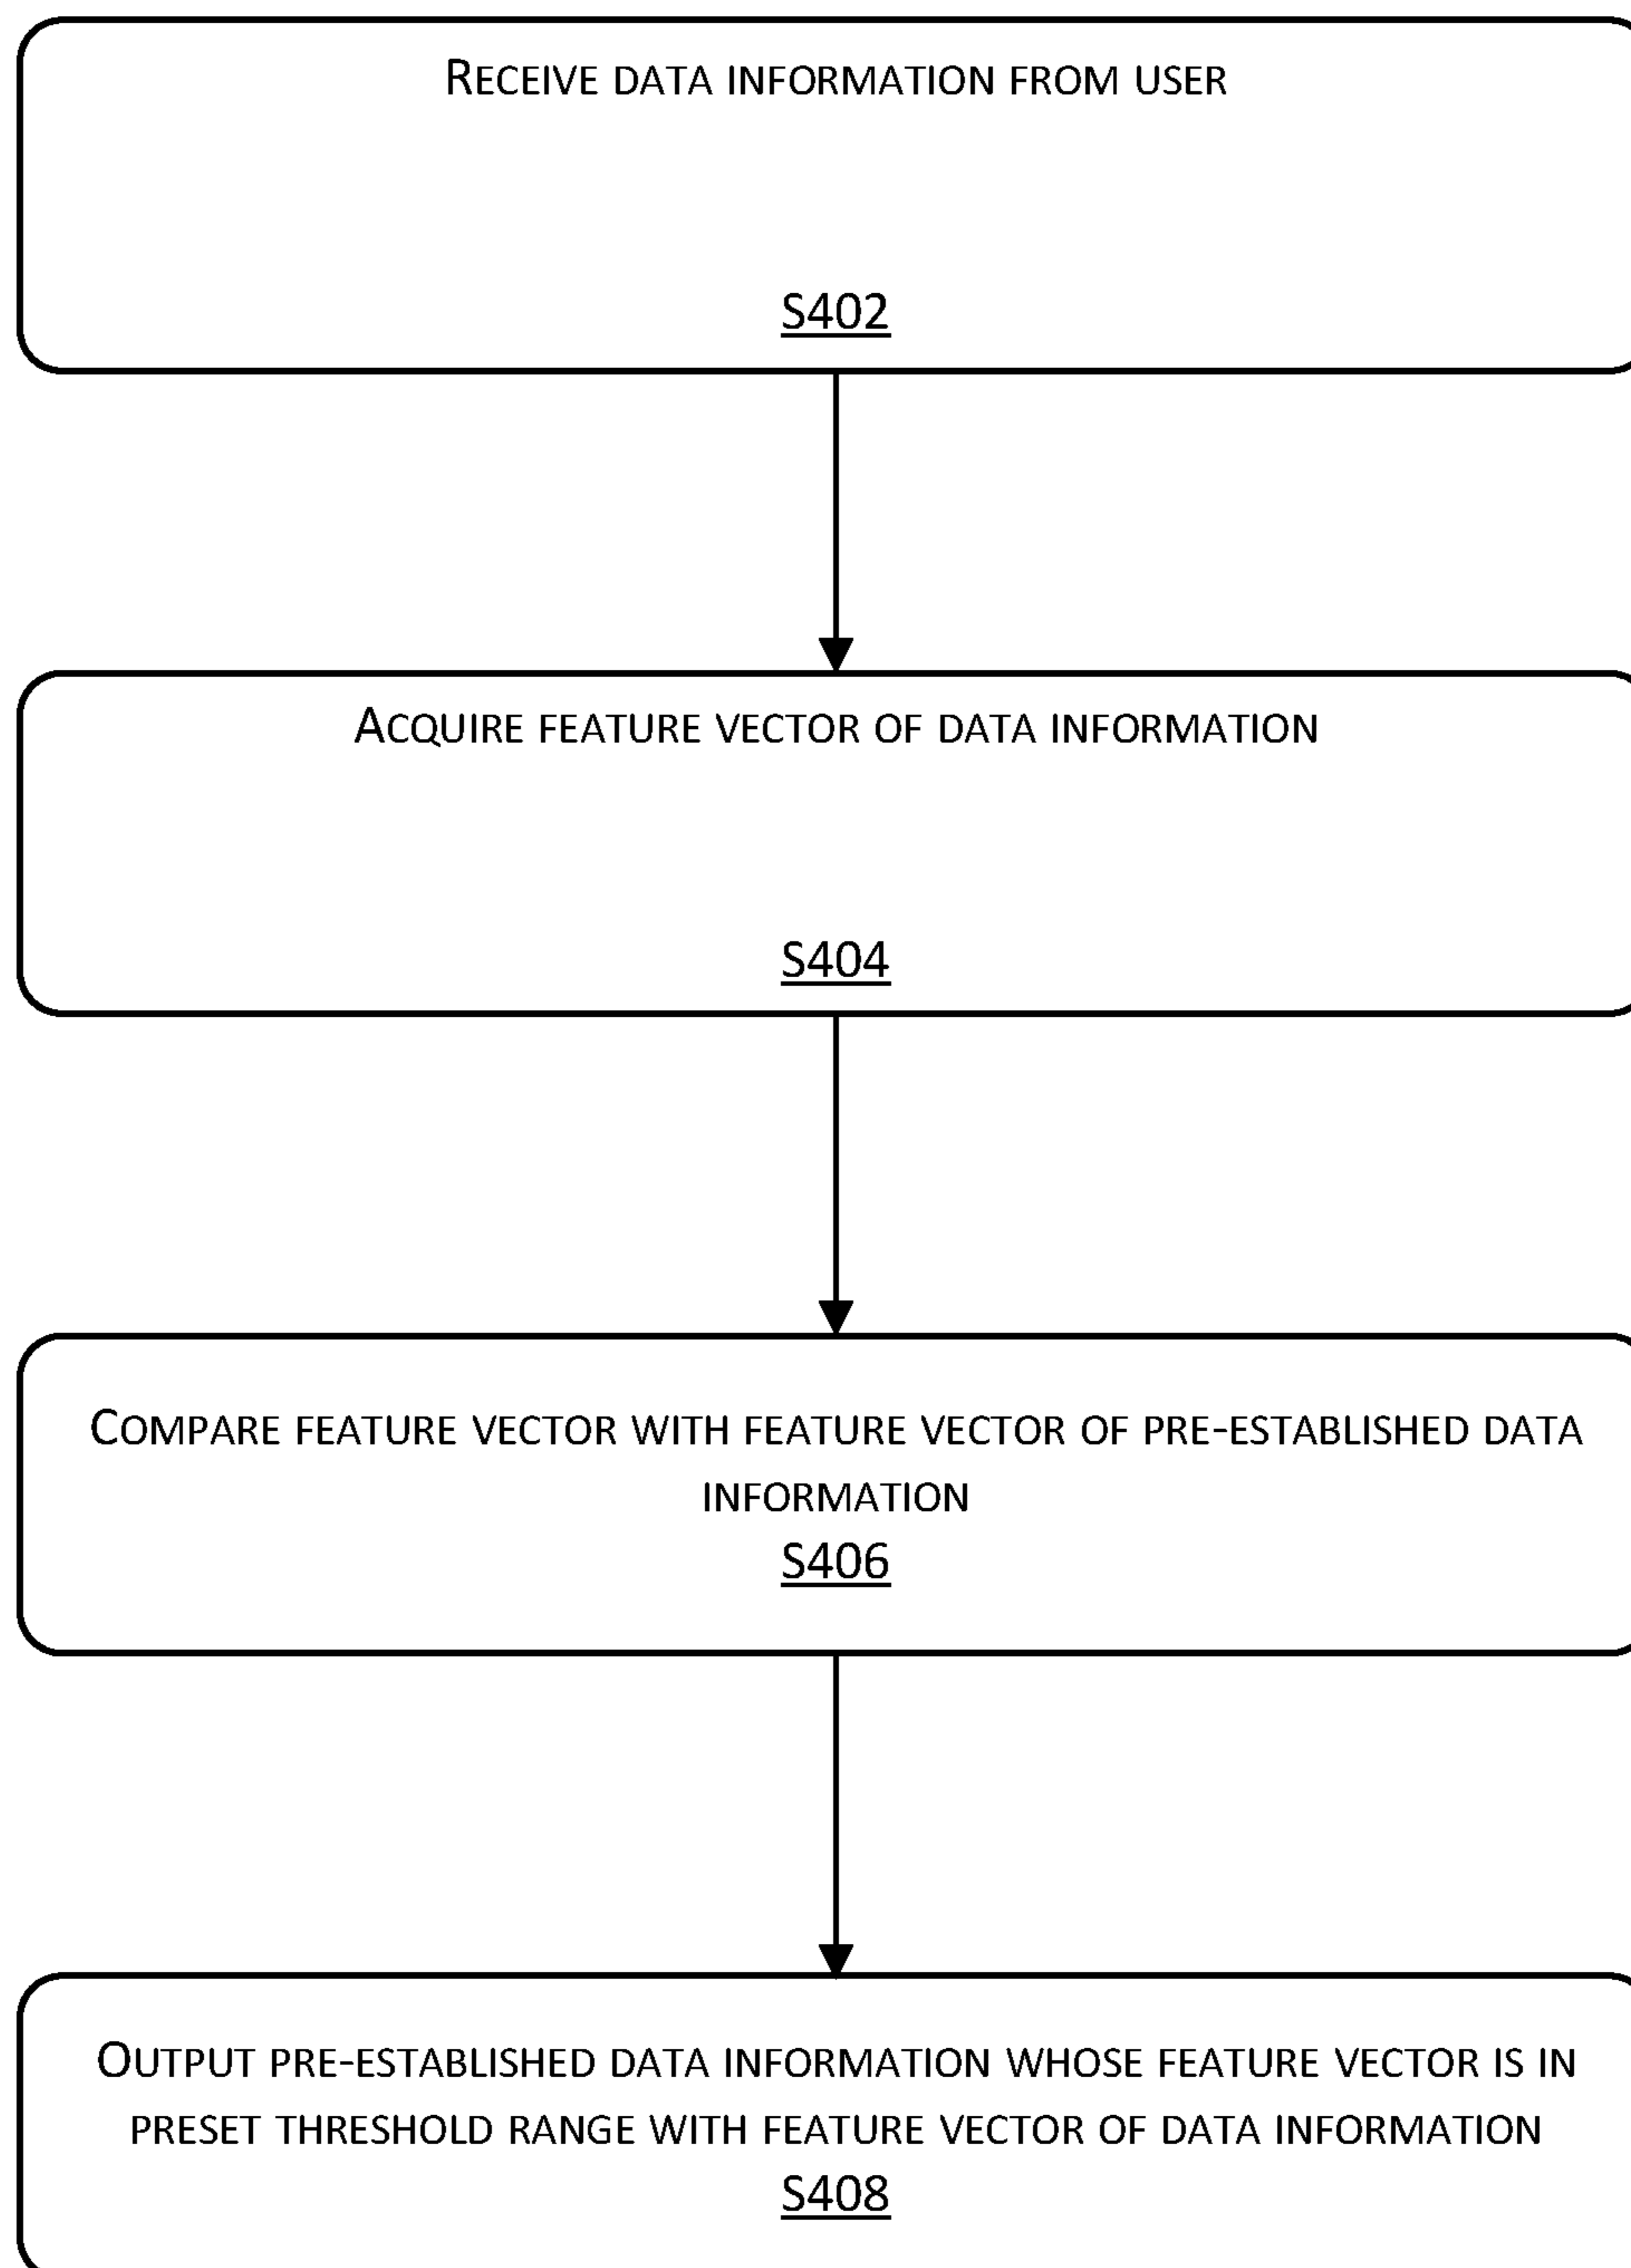 Receive data information from user
S402
Acquire feature vector of data information
S404
Compare feature vector with feature vector of pre-established data
information
S406
Output pre-established data information whose feature vector is in
preset threshold range with feature vector of data information
S408